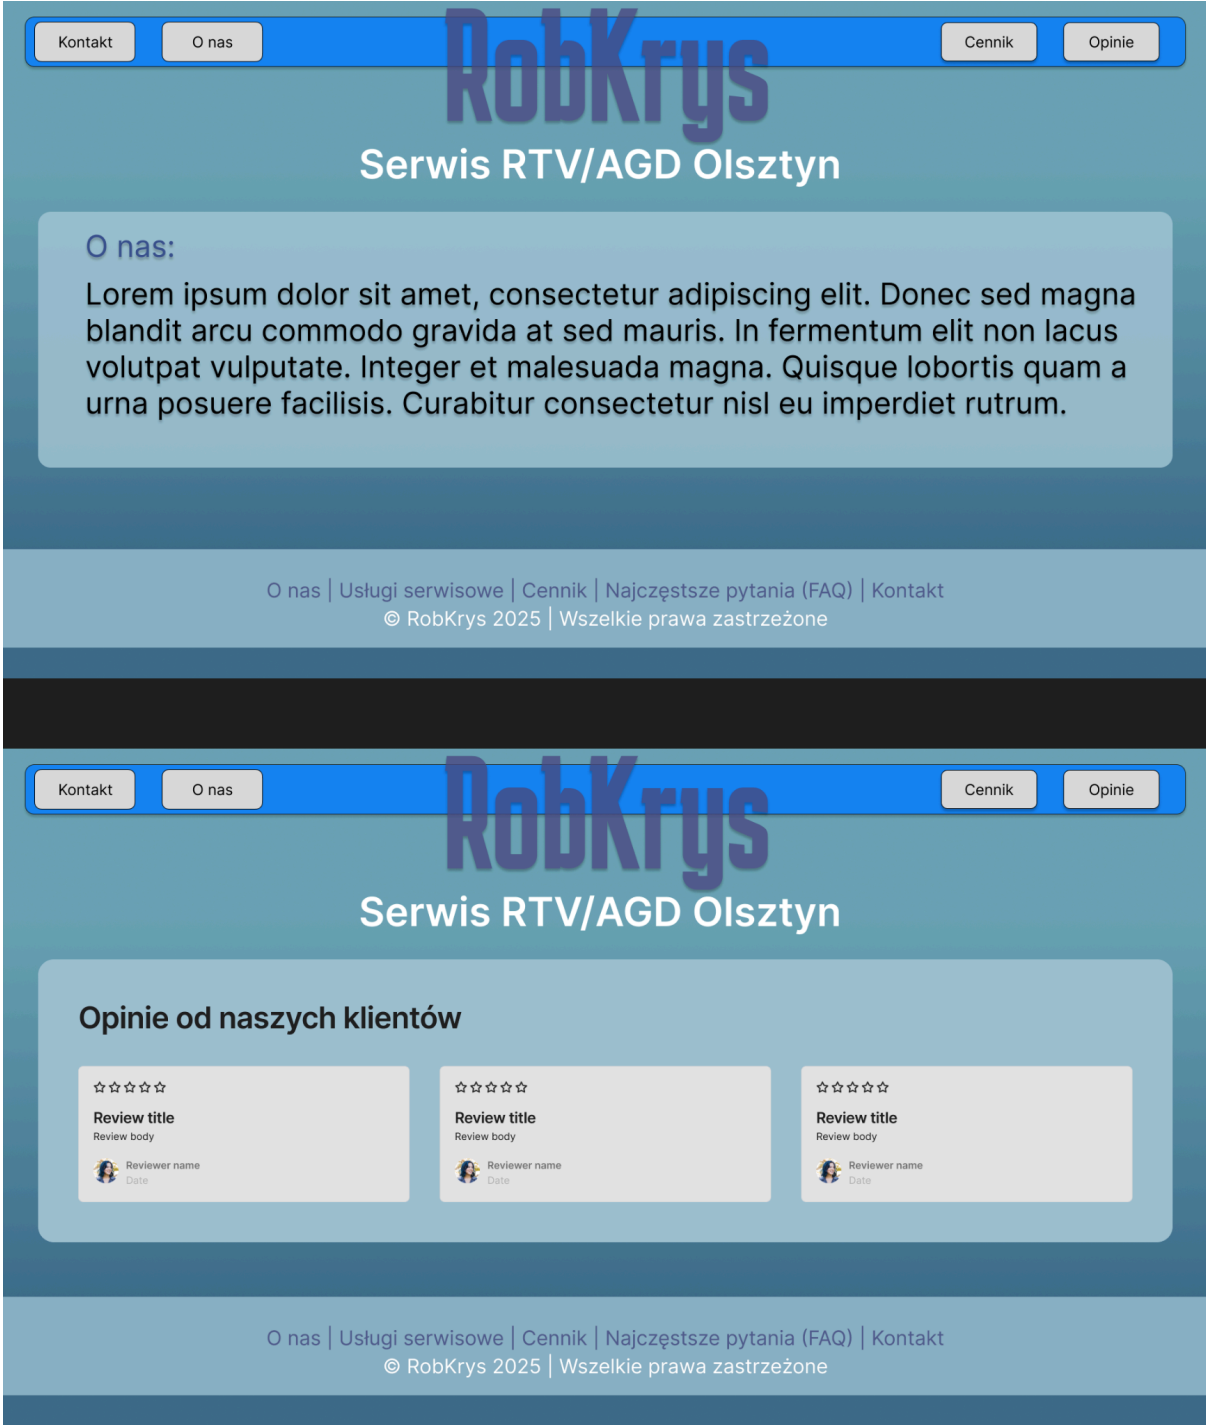 Kontakt
O nas
RobKrys
Cennik
Opinie
Serwis RTV/AGD Olsztyn
O nas:
Lorem ipsum dolor sit amet, consectetur adipiscing elit. Donec sed magna
blandit arcu commodo gravida at sed mauris. In fermentum elit non lacus
volutpat vulputate. Integer et malesuada magna. Quisque lobortis quam a
urna posuere facilisis. Curabitur consectetur nisl eu imperdiet rutrum.
O nas | Usługi serwisowe | Cennik | Najczęstsze pytania (FAQ) | Kontakt
© RobKrys 2025 | Wszelkie prawa zastrzeżone
Kontakt
O nas
RobKrys
Cennik
Opinie
Serwis RTV/AGD Olsztyn
Opinie od naszych klientów
Review title
Review body
Reviewer name
Date
Review title
Review body
Reviewer name
Date
Review title
Review body
Reviewer name
Date
O nas | Usługi serwisowe | Cennik | Najczęstsze pytania (FAQ) | Kontakt
© RobKrys 2025 | Wszelkie prawa zastrzeżone